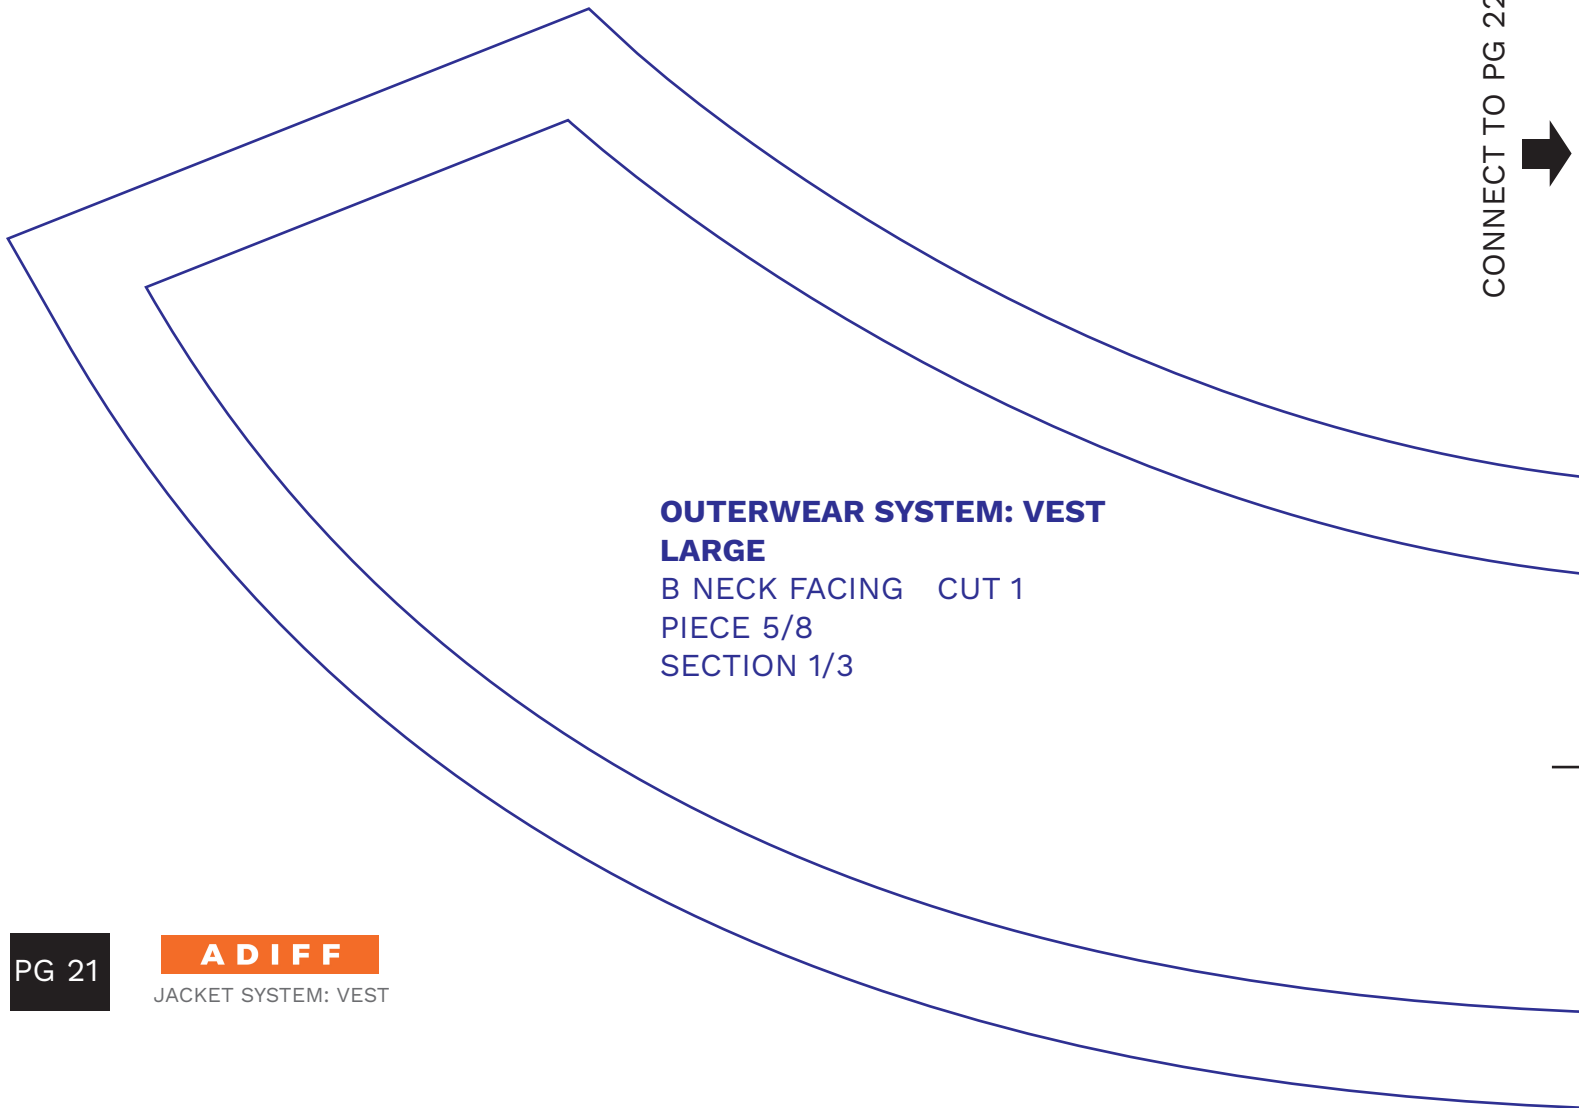 CONNECT TO PG 22
OUTERWEAR SYSTEM: VEST
LARGE
B NECK FACING CUT 1
PIECE 5/8
SECTION 1/3
PG 21
ADIFF
JACKET SYSTEM: VEST